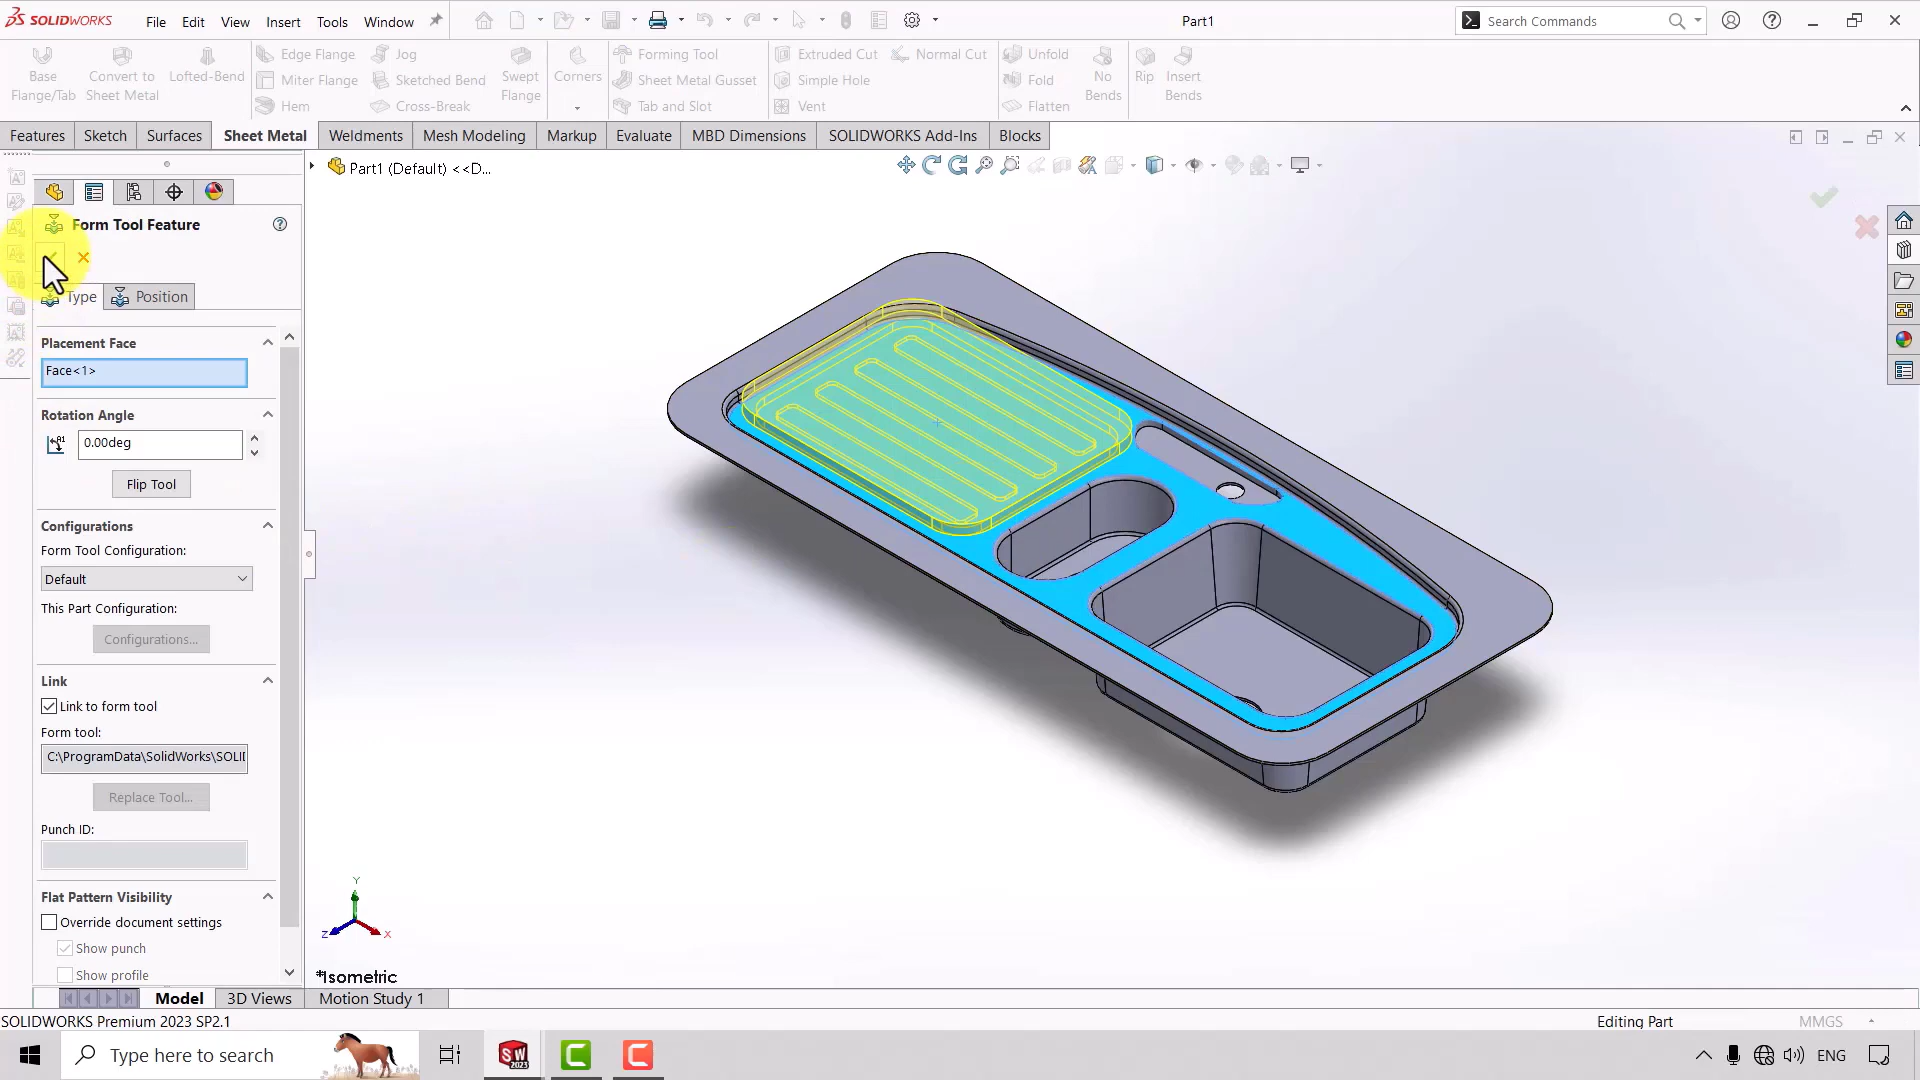 SOLIDWORKS File Edit View Insert Tools Window Part1 Search Commands
Base Flange/Tab
Convert to Sheet Metal
Lofted-Bend
Edge Flange
Miter Flange
Hem
Jog
Sketched Bend
Cross-Break
Swept Flange
Corners
Forming Tool
Sheet Metal Gusset
Tab and Slot
Extruded Cut
Simple Hole
Vent
Normal Cut
Unfold
Fold
Flatten
No Bends
Rip
Insert Bends
Features Sketch Surfaces Sheet Metal Weldments Mesh Modeling Markup Evaluate MBD Dimensions SOLIDWORKS Add-Ins Blocks
Part1 (Default) <<D...
Form Tool Feature
Type Position
Placement Face
Face<1>
Rotation Angle
0.00deg
Flip Tool
Configurations
Form Tool Configuration:
Default
This Part Configuration:
Configurations...
Link
Link to form tool
Form tool:
C:\ProgramData\SolidWorks\SOLI
Replace Tool...
Punch ID:
Flat Pattern Visibility
Override document settings
Show punch
Show profile
Y
Z X
*Isometric
Model 3D Views Motion Study 1
SOLIDWORKS Premium 2023 SP2.1 Editing Part MMGS
Type here to search
SW
2023
ENG